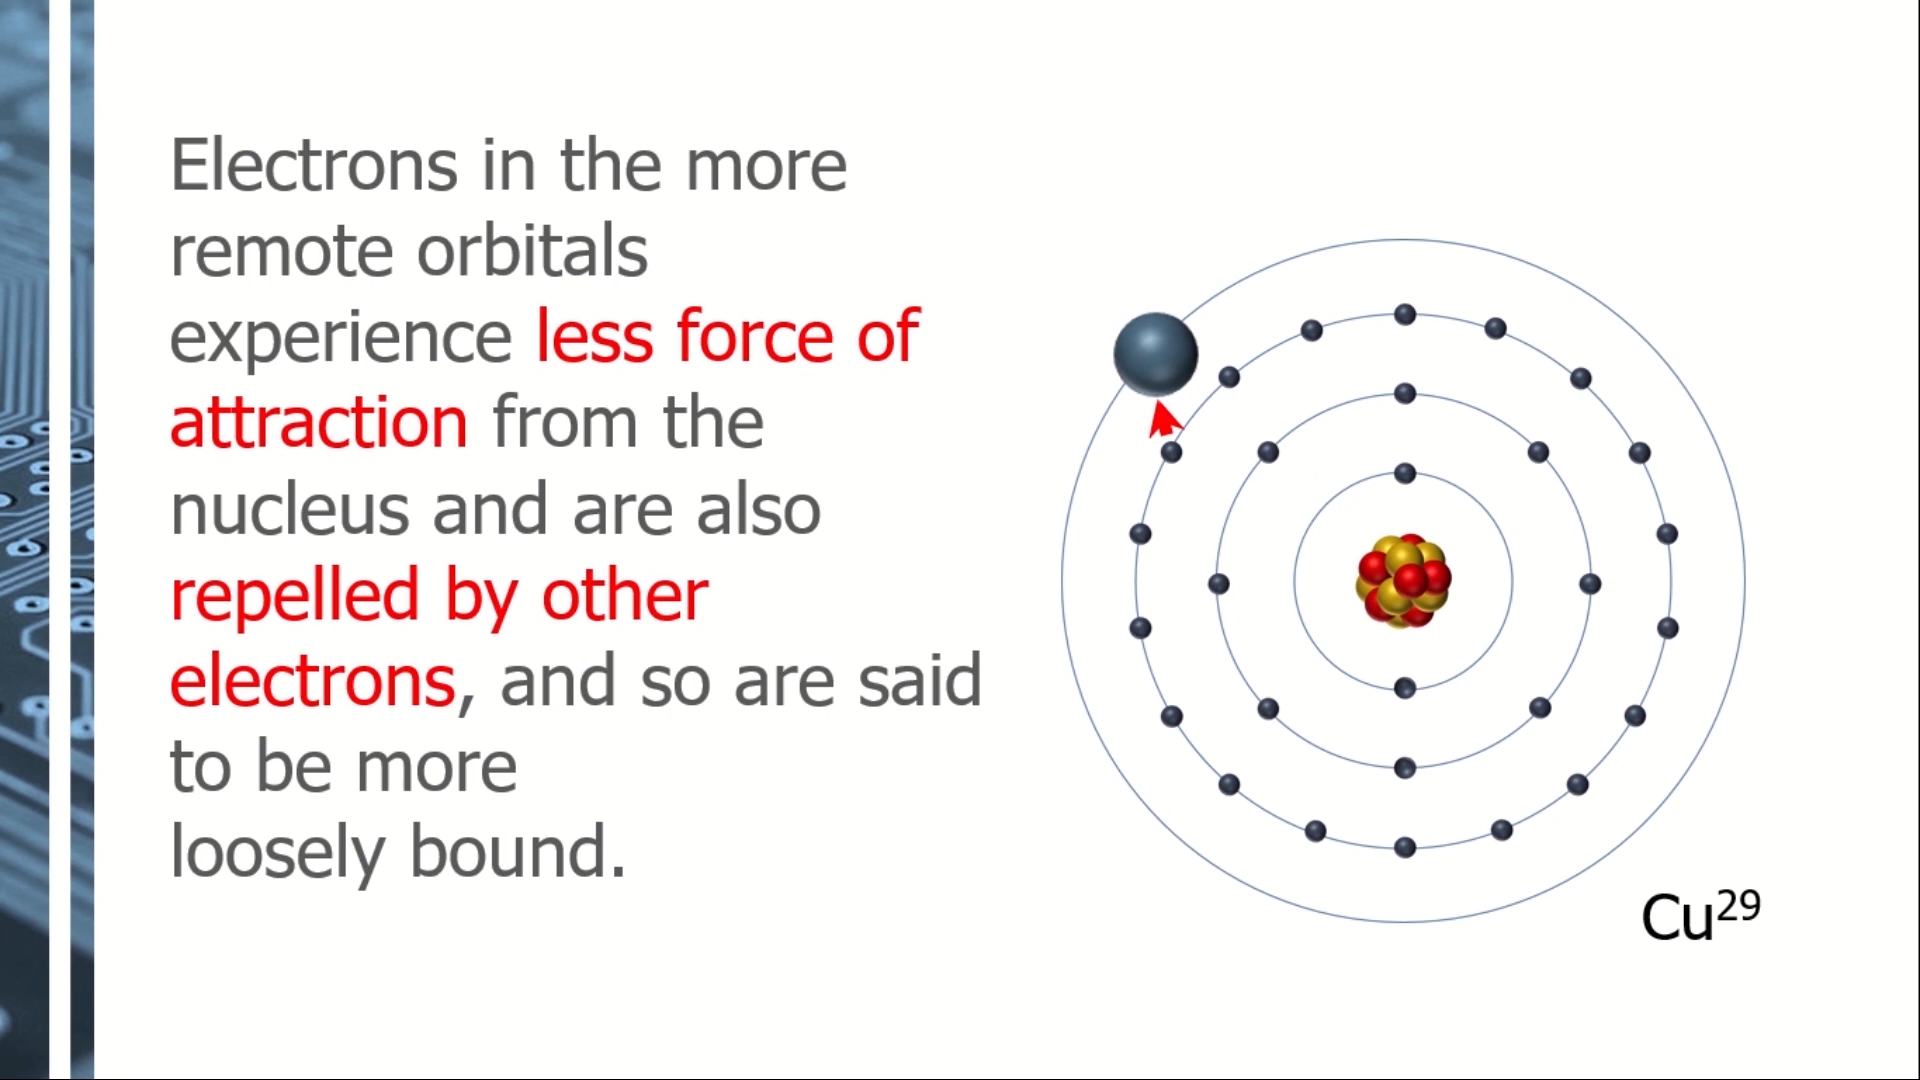 Electrons in the more
remote orbitals
experience less force of
attraction from the
nucleus and are also
repelled by other
electrons, and so are said
to be more
loosely bound.
Cu²⁹